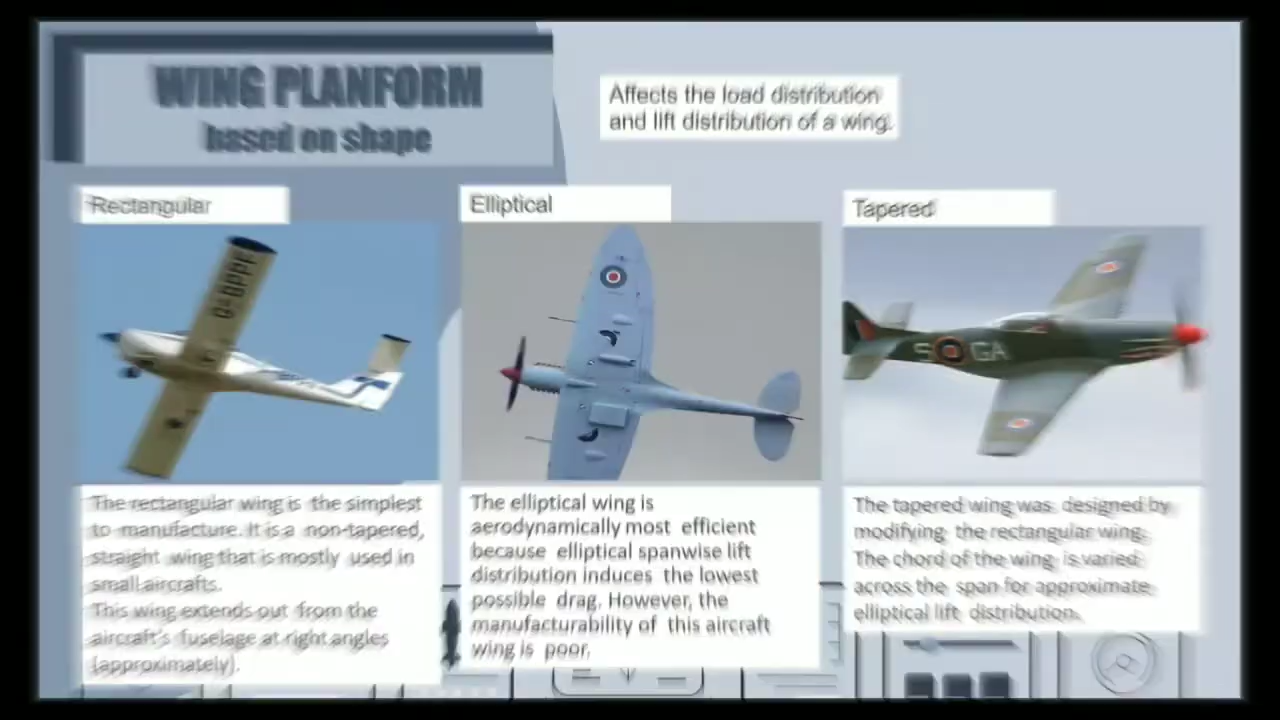 WING PLANFORM
based on shape
Affects the load distribution
and lift distribution of a wing.
Rectangular
Elliptical
Tapered
G-BPPF
S GA
The rectangular wing is the simplest
to manufacture. It is a non-tapered,
straight wing that is mostly used in
small aircrafts.
This wing extends out from the
aircraft's fuselage at right angles
(approximately).
The elliptical wing is
aerodynamically most efficient
because elliptical spanwise lift
distribution induces the lowest
possible drag. However, the
manufacturability of this aircraft
wing is poor.
The tapered wing was designed by
modifying the rectangular wing.
The chord of the wing is varied
across the span for approximate
elliptical lift distribution.